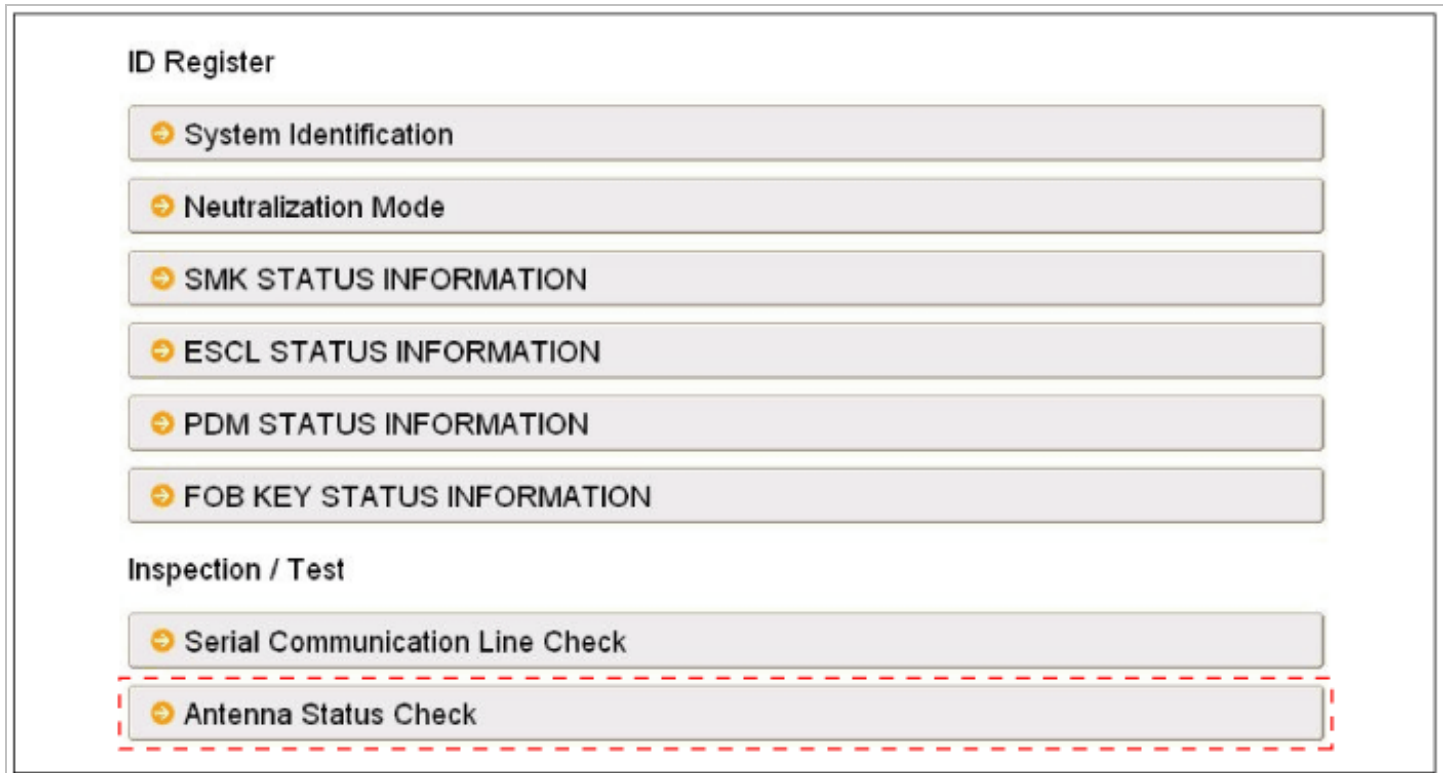 ID Register
System Identification
Neutralization Mode
SMK STATUS INFORMATION
ESCL STATUS INFORMATION
PDM STATUS INFORMATION
FOB KEY STATUS INFORMATION
Inspection / Test
Serial Communication Line Check
Antenna Status Check